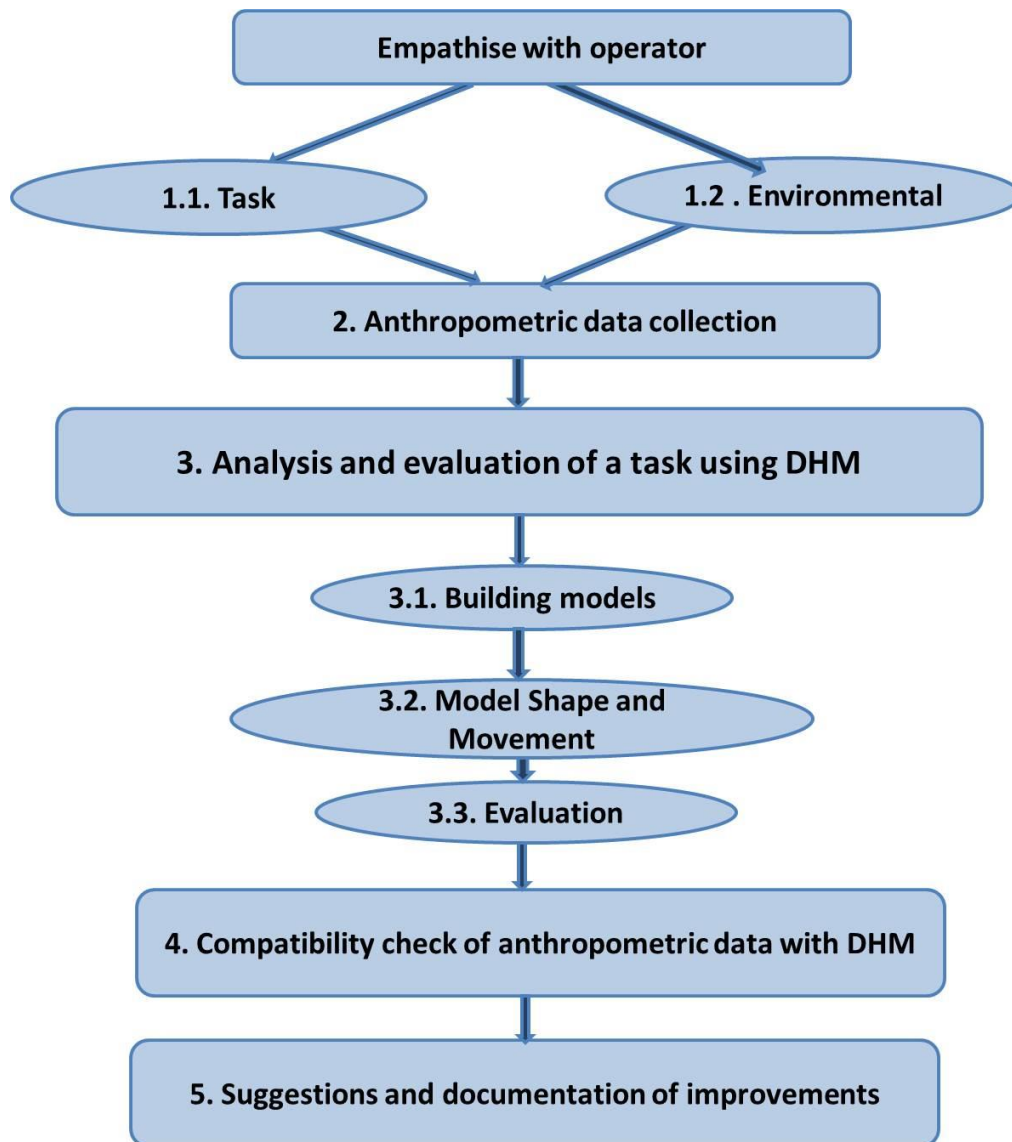 Empathise with operator
1.1. Task
1.2 . Environmental
2. Anthropometric data collection
3. Analysis and evaluation of a task using DHM
3.1. Building models
3.2. Model Shape and
Movement
3.3. Evaluation
4. Compatibility check of anthropometric data with DHM
5. Suggestions and documentation of improvements